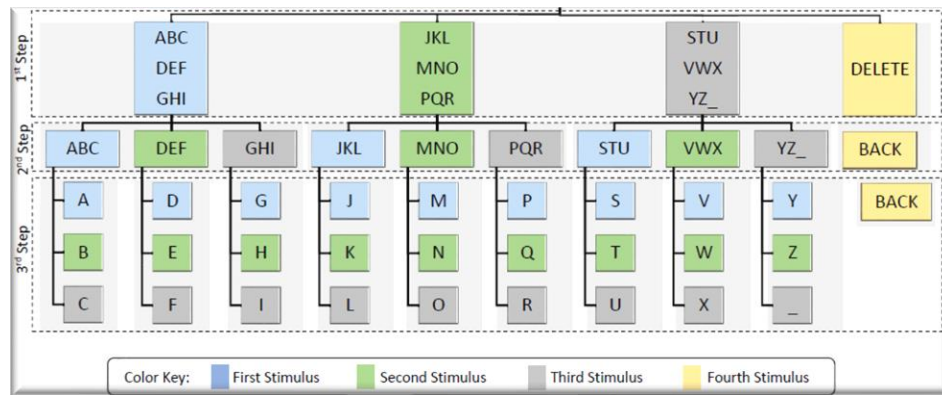 1st Step
ABC
DEF
GHI
JKL
MNO
PQR
STU
VWX
YZ_
DELETE
2nd Step
ABC DEF GHI JKL MNO PQR STU VWX YZ_ BACK
3rd Step
A D G J M P S V Y BACK
B E H K N Q T W Z
C F I L O R U X _
Color Key: First Stimulus Second Stimulus Third Stimulus Fourth Stimulus